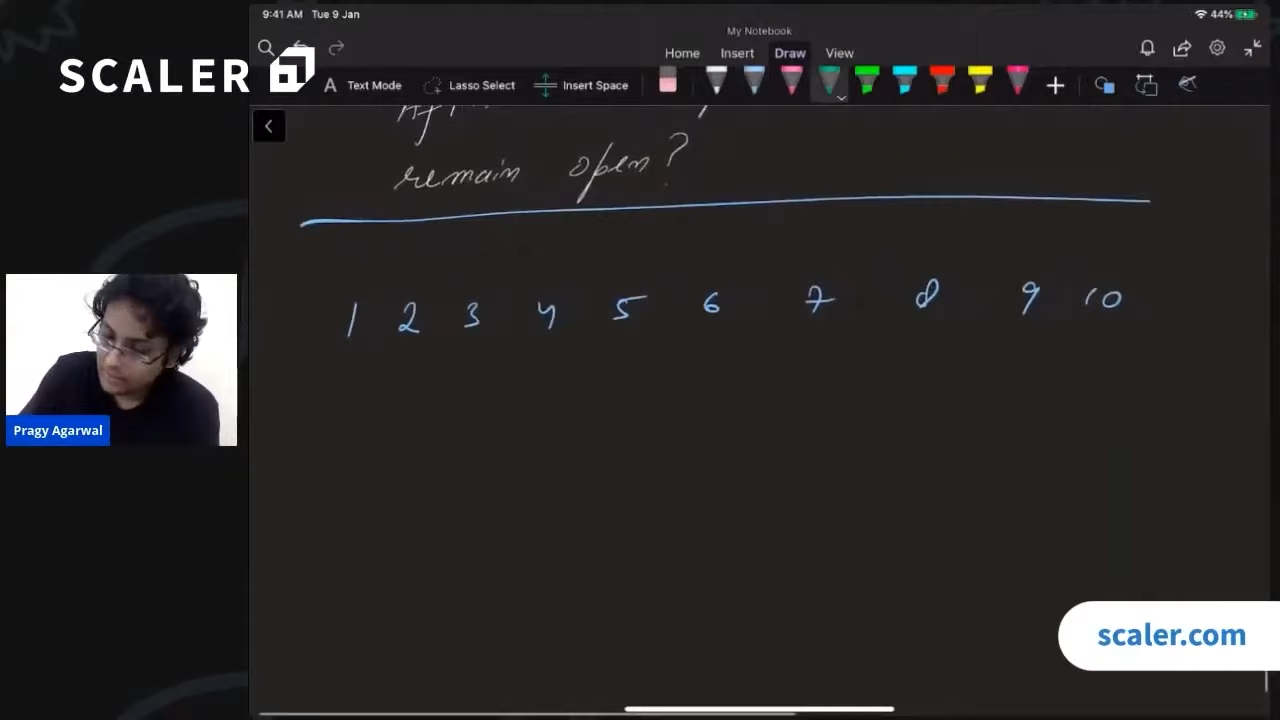 9:41 AM Tue 9 Jan
44%
My Notebook
SCALER
Home Insert Draw View
A Text Mode Lasso Select Insert Space
remain open?
1 2 3 4 5 6 7 8 9 10
Pragy Agarwal
scaler.com